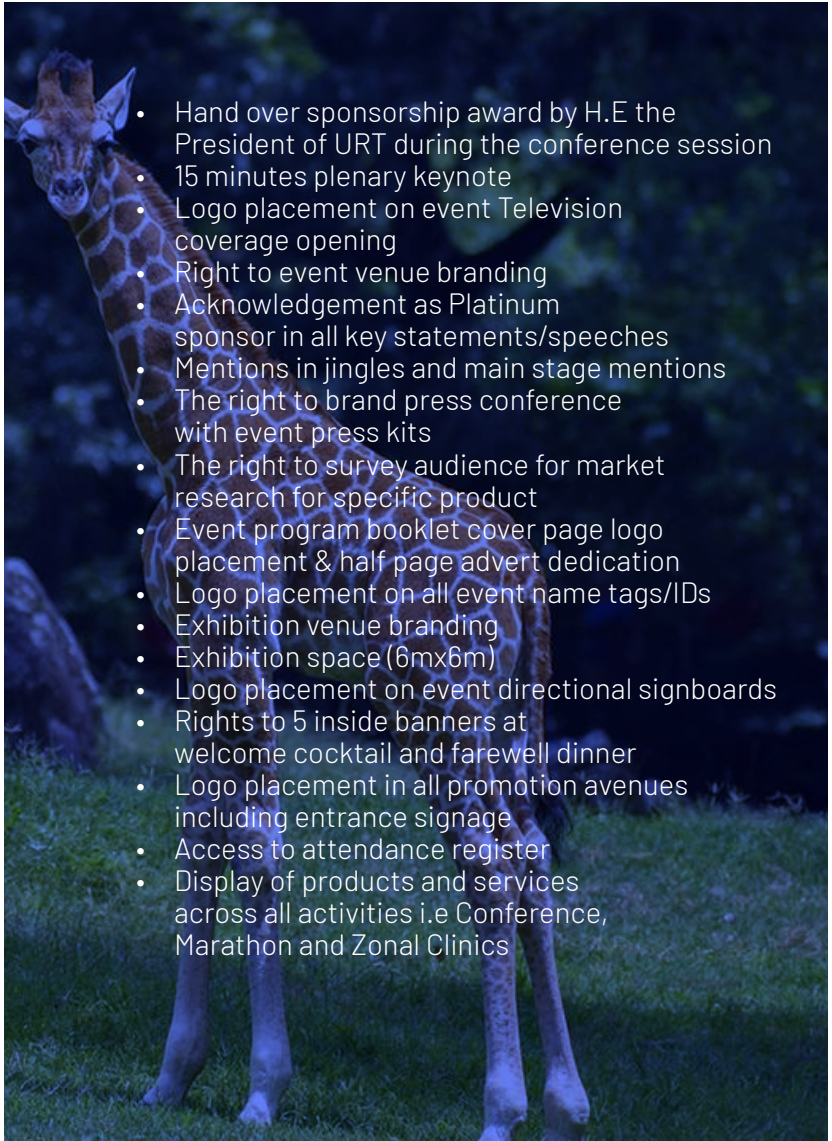 • Hand over sponsorship award by H.E the
President of URT during the conference session
• 15 minutes plenary keynote
• Logo placement on event Television
coverage opening
• Right to event venue branding
• Acknowledgement as Platinum
sponsor in all key statements/speeches
• Mentions in jingles and main stage mentions
• The right to brand press conference
with event press kits
• The right to survey audience for market
research for specific product
• Event program booklet cover page logo
placement & half page advert dedication
• Logo placement on all event name tags/IDs
• Exhibition venue branding
• Exhibition space (6mx6m)
• Logo placement on event directional signboards
• Rights to 5 inside banners at
welcome cocktail and farewell dinner
• Logo placement in all promotion avenues
including entrance signage
• Access to attendance register
• Display of products and services
across all activities i.e Conference,
Marathon and Zonal Clinics